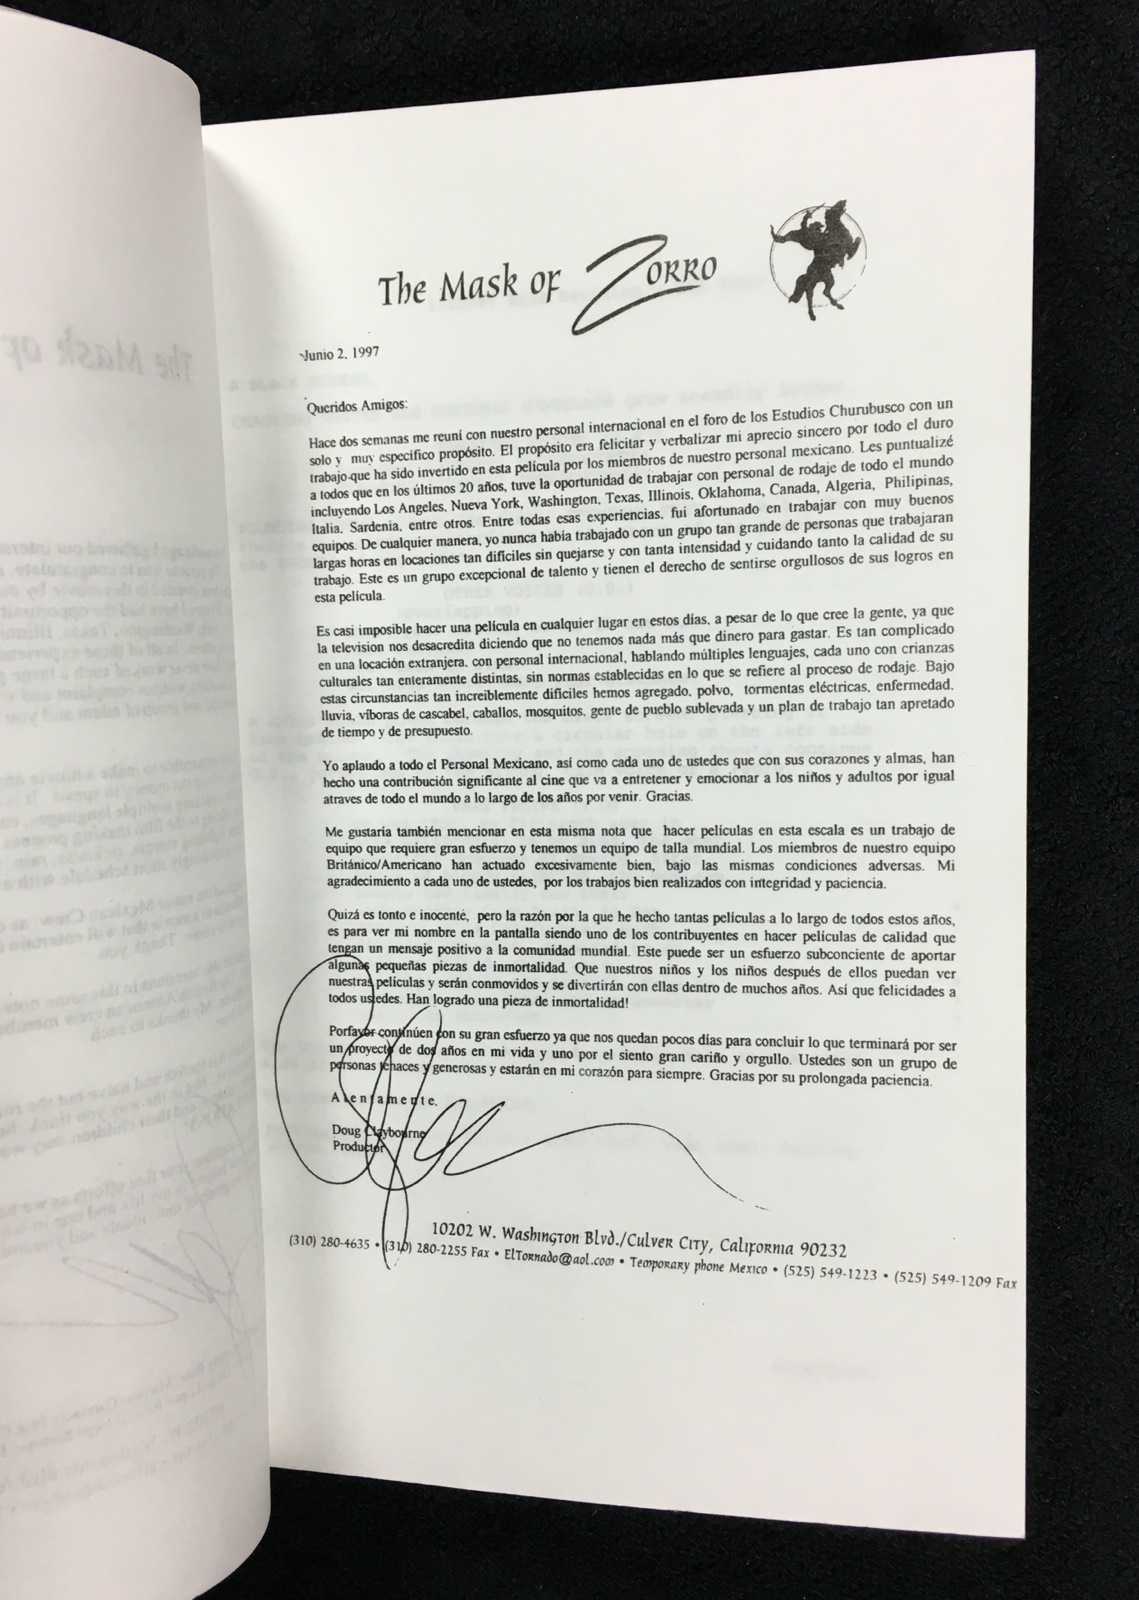 The Mask of Zorro
Junio 2, 1997
Queridos Amigos:
Hace dos semanas me reuní con nuestro personal internacional en el foro de los Estudios Churubusco con un
solo y muy específico propósito. El propósito era felicitar y verbalizar mi aprecio sincero por todo el duro
trabajo que ha sido invertido en esta película por los miembros de nuestro personal mexicano. Les puntualizé
a todos que en los últimos 20 años, tuve la oportunidad de trabajar con personal de rodaje de todo el mundo
incluyendo Los Angeles, Nueva York, Washington, Texas, Illinois, Oklahoma, Canada, Algeria, Philipinas,
Italia, Sardenia, entre otros. Entre todas esas experiencias, fui afortunado en trabajar con muy buenos
equipos. De cualquier manera, yo nunca había trabajado con un grupo tan grande de personas que trabajaran
largas horas en locaciones tan dificiles sin quejarse y con tanta intensidad y cuidando tanto la calidad de su
trabajo. Este es un grupo excepcional de talento y tienen el derecho de sentirse orgullosos de sus logros en
esta película.
Es casi imposible hacer una película en cualquier lugar en estos días, a pesar de lo que cree la gente, ya que
la television nos desacredita diciendo que no tenemos nada más que dinero para gastar. Es tan complicado
en una locación extranjera, con personal internacional, hablando múltiples lenguajes, cada uno con crianzas
culturales tan enteramente distintas, sin normas establecidas en lo que se refiere al proceso de rodaje. Bajo
estas circunstancias tan increiblemente dificiles hemos agregado, polvo, tormentas eléctricas, enfermedad,
lluvia, víboras de cascabel, caballos, mosquitos, gente de pueblo sublevada y un plan de trabajo tan apretado
de tiempo y de presupuesto.
Yo aplaudo a todo el Personal Mexicano, así como cada uno de ustedes que con sus corazones y almas, han
hecho una contribución significante al cine que va a entretener y emocionar a los niños y adultos por igual
atraves de todo el mundo a lo largo de los años por venir. Gracias.
Me gustaría también mencionar en esta misma nota que hacer películas en esta escala es un trabajo de
equipo que requiere gran esfuerzo y tenemos un equipo de talla mundial. Los miembros de nuestro equipo
Británico/Americano han actuado excesivamente bien, bajo las mismas condiciones adversas. Mi
agradecimiento a cada uno de ustedes, por los trabajos bien realizados con integridad y paciencia.
Quizá es tonto e inocente, pero la razón por la que he hecho tantas películas a lo largo de todos estos años,
es para ver mi nombre en la pantalla siendo uno de los contribuyentes en hacer películas de calidad que
tengan un mensaje positivo a la comunidad mundial. Este puede ser un esfuerzo subconciente de aportar
algunas pequeñas piezas de inmortalidad. Que nuestros niños y los niños después de ellos puedan ver
nuestras películas y serán conmovidos y se divertirán con ellas dentro de muchos años. Así que felicidades a
todos ustedes. Han logrado una pieza de inmortalidad!
Porfavor continúen con su gran esfuerzo ya que nos quedan pocos días para concluir lo que terminará por ser
un proyecto de dos años en mi vida y uno por el siento gran cariño y orgullo. Ustedes son un grupo de
personas tehaces y generosas y estarán en mi corazón para siempre. Gracias por su prolongada paciencia.
Atentamente,
Doug Claybourne
Productor
10202 W. Washington Blvd./Culver City, California 90232
(310) 280-4635 • (310) 280-2255 Fax • ElTornado@aol.com • Temporary phone Mexico • (525) 549-1223 • (525) 549-1209 Fax